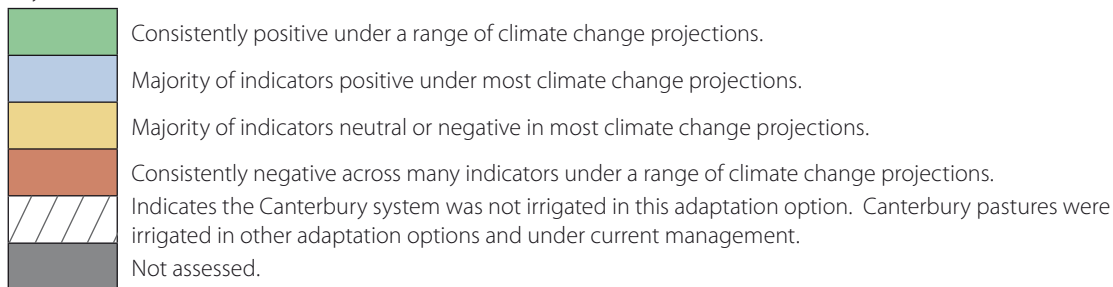 Consistently positive under a range of climate change projections.
Majority of indicators positive under most climate change projections.
Majority of indicators neutral or negative in most climate change projections.
Consistently negative across many indicators under a range of climate change projections.
Indicates the Canterbury system was not irrigated in this adaptation option. Canterbury pastures were
irrigated in other adaptation options and under current management.
Not assessed.